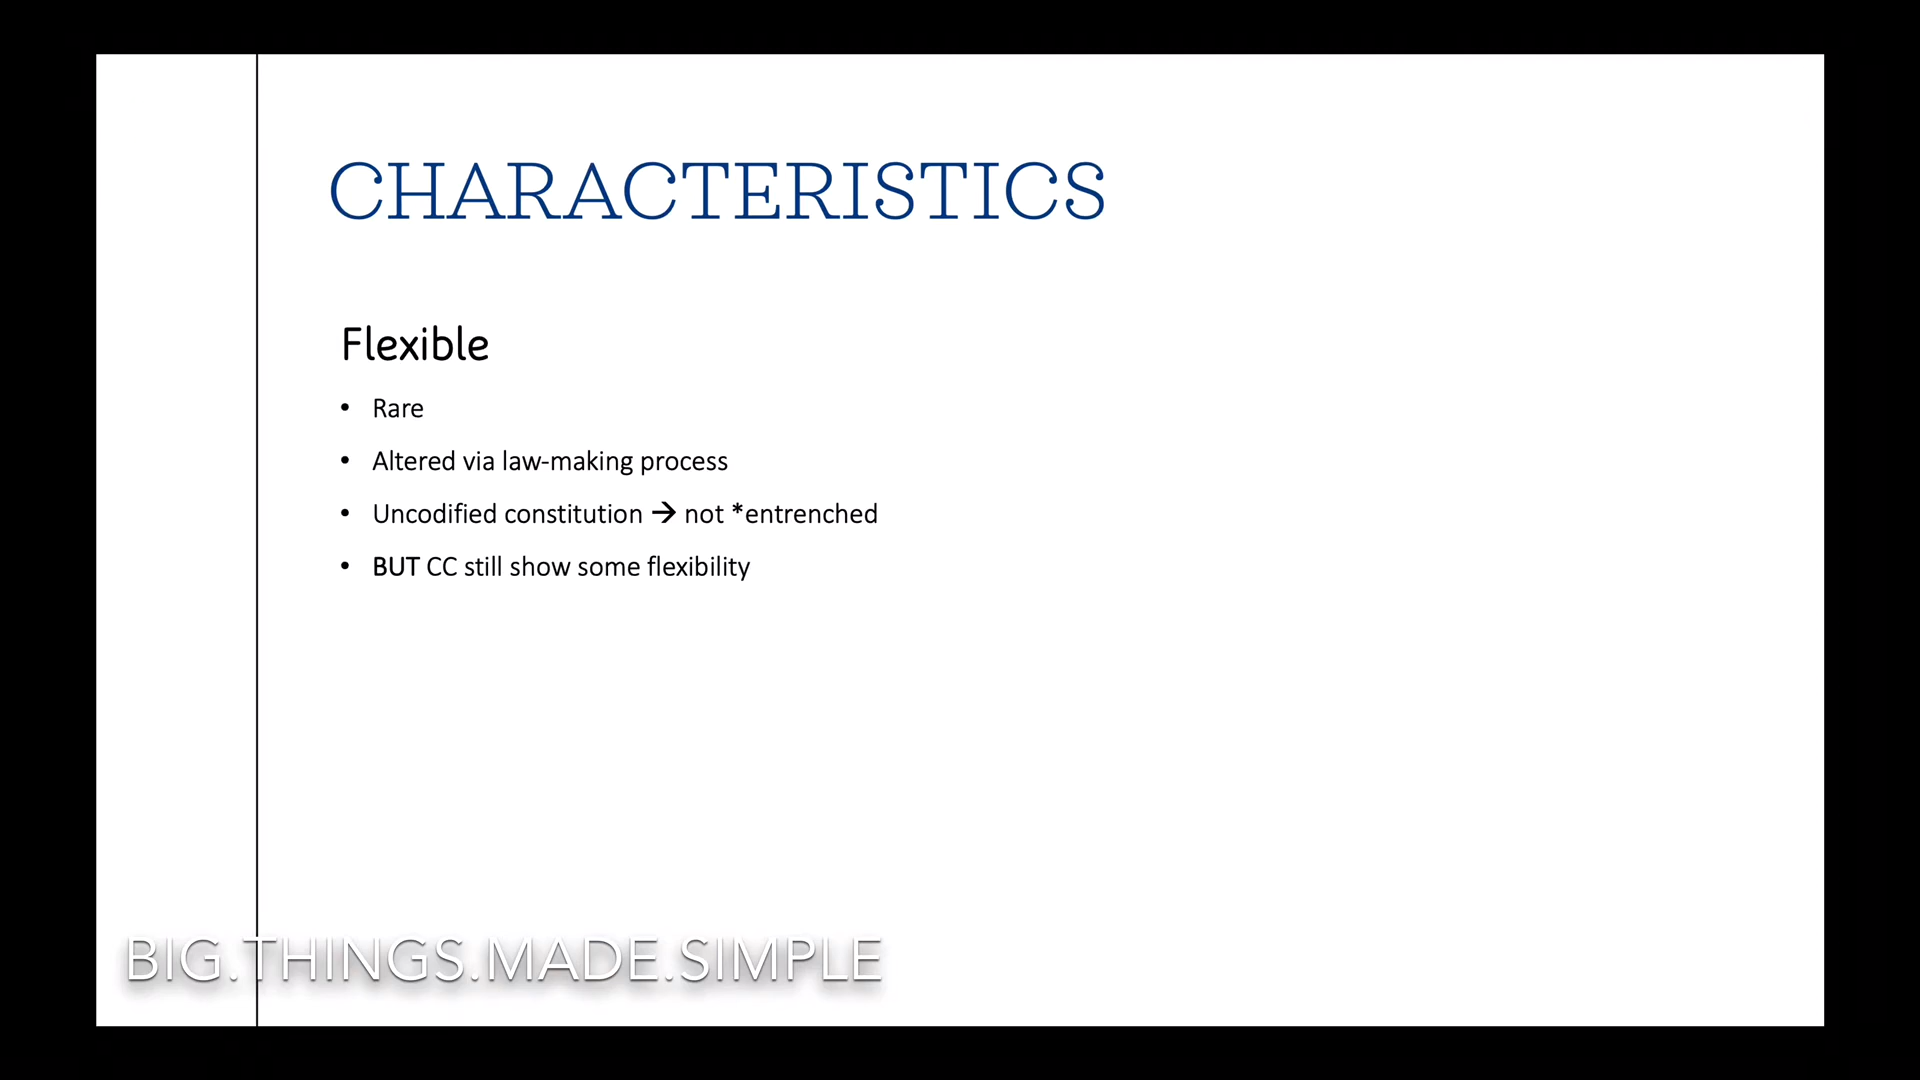 CHARACTERISTICS
Flexible
• Rare
• Altered via law-making process
• Uncodified constitution → not *entrenched
• BUT CC still show some flexibility
BIG.THINGS.MADE.SIMPLE